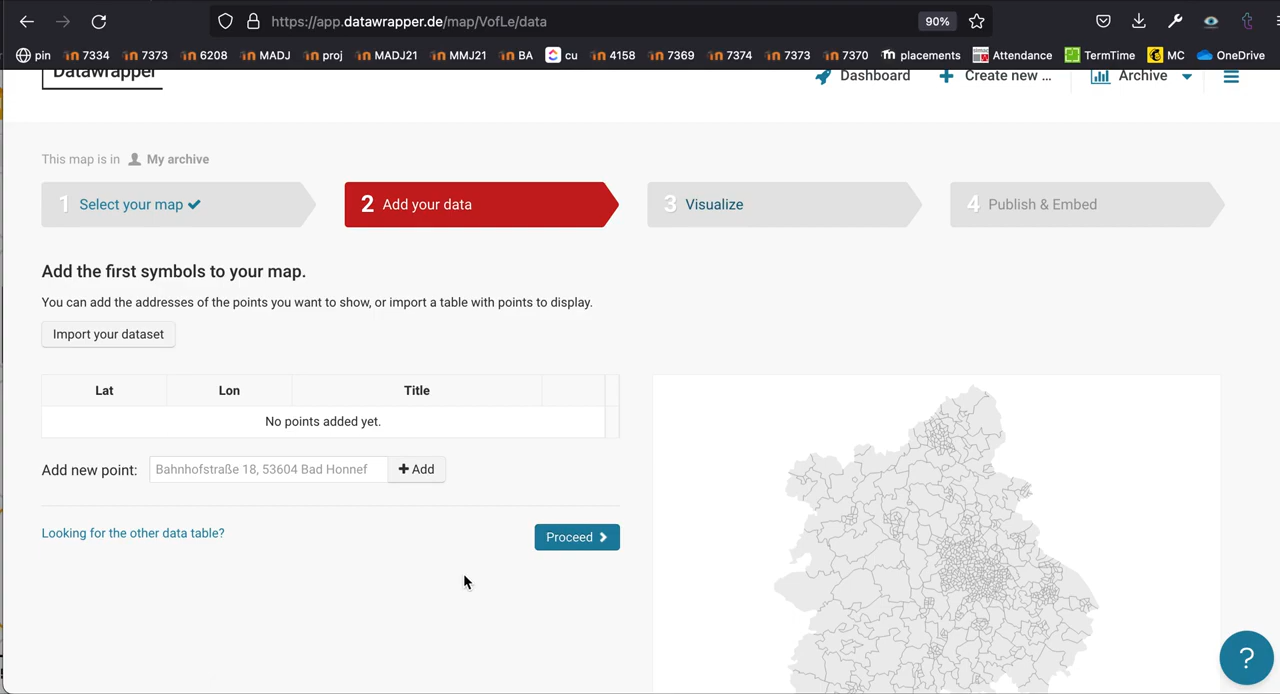 https://app.datawrapper.de/map/VofLe/data
90%
pin 7334 7373 6208 MADJ proj MADJ21 MMJ21 BA cu 4158 7369 7374 7373 7370 placements Attendance TermTime MC OneDrive
Datawrapper
Dashboard
Create new ...
Archive
This map is in My archive
1 Select your map
2 Add your data
3 Visualize
4 Publish & Embed
Add the first symbols to your map.
You can add the addresses of the points you want to show, or import a table with points to display.
Import your dataset
Lat Lon Title
No points added yet.
Add new point: Bahnhofstraße 18, 53604 Bad Honnef + Add
Looking for the other data table?
Proceed
?